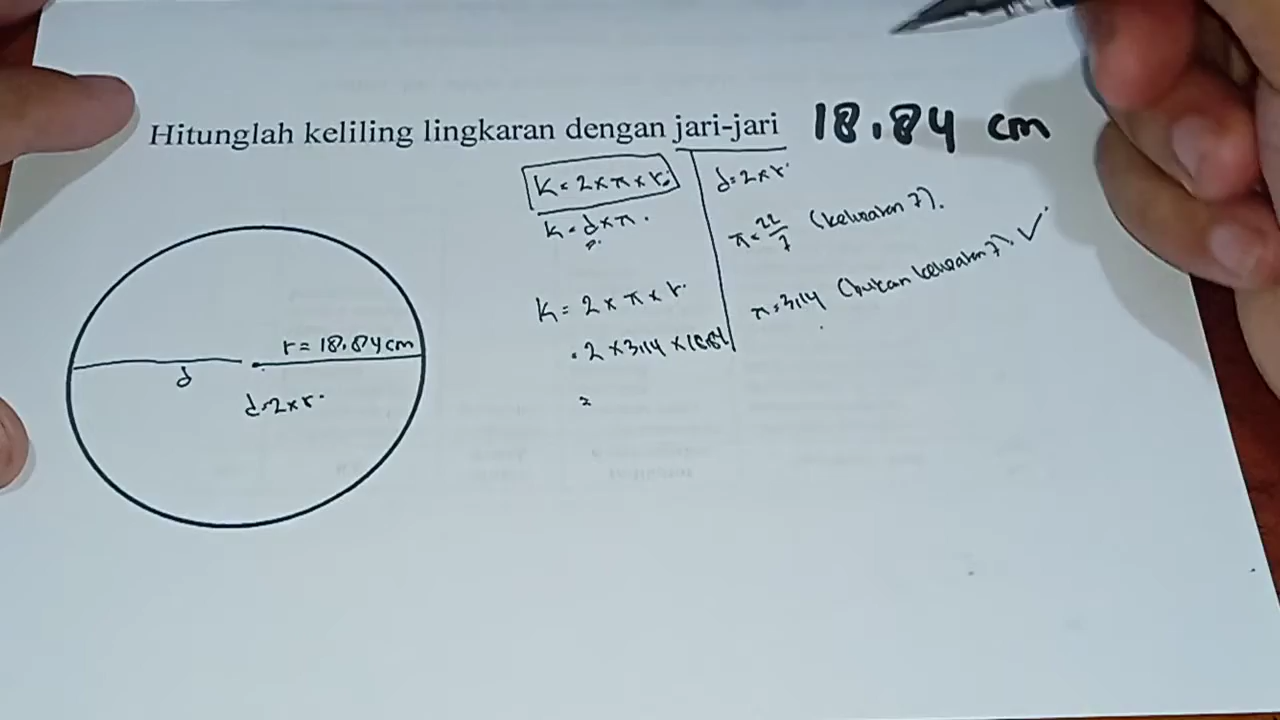 Hitunglah keliling lingkaran dengan jari-jari 18.84 cm
K = 2 x π x r.
K = d x π.
d = 2 x r.
π = 22/7 (kelipatan 7).
π = 3,14 (bukan kelipatan 7). ✓
K = 2 x π x r.
= 2 x 3,14 x 18.84
=
r = 18.84 cm
d
d = 2 x r.